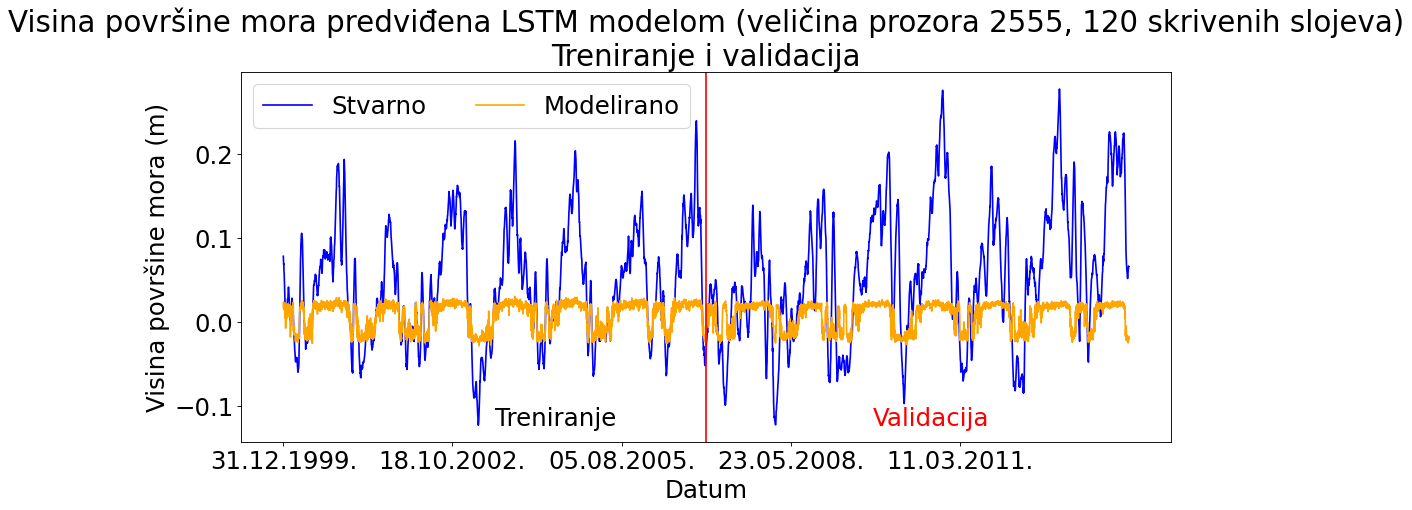 Visina površine mora predviđena LSTM modelom (veličina prozora 2555, 120 skrivenih slojeva)
Treniranje i validacija
Stvarno Modelirano
Visina površine mora (m)
0.2
0.1
0.0
−0.1
Treniranje Validacija
31.12.1999. 18.10.2002. 05.08.2005. 23.05.2008. 11.03.2011.
Datum